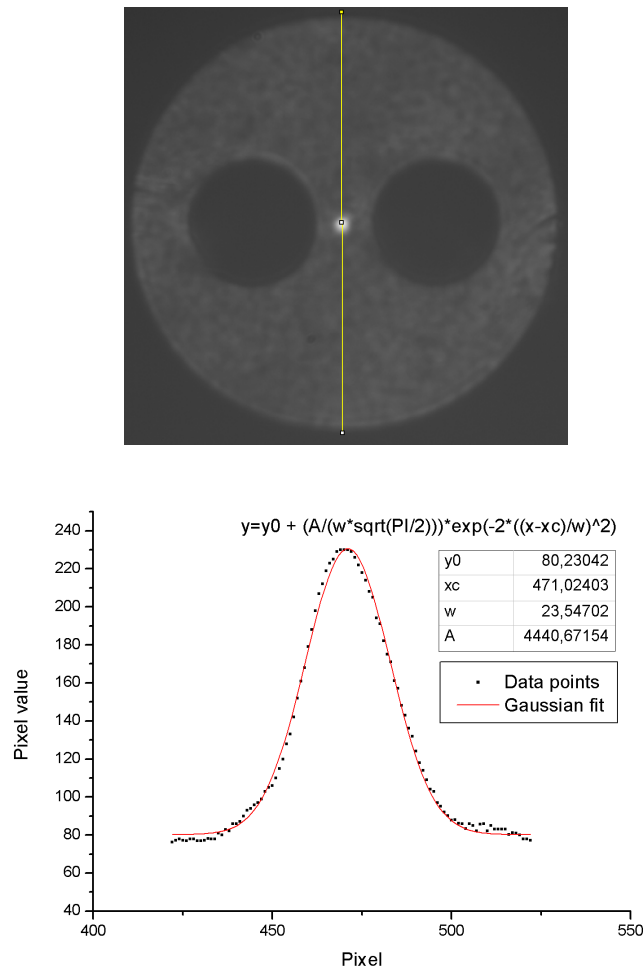 y=y0 + (A/(w*sqrt(PI/2)))*exp(-2*((x-xc)/w)^2)
y0 80,23042
xc 471,02403
w 23,54702
A 4440,67154
Data points
Gaussian fit
Pixel value
240
220
200
180
160
140
120
100
80
60
40
400 450 500 550
Pixel